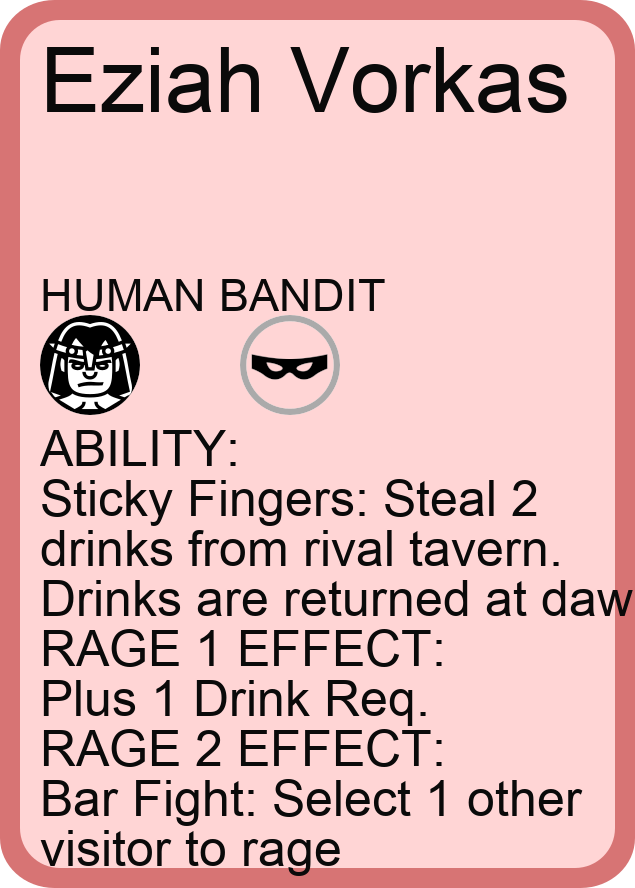 Eziah Vorkas
HUMAN BANDIT
ABILITY:
Sticky Fingers: Steal 2
drinks from rival tavern.
Drinks are returned at daw
RAGE 1 EFFECT:
Plus 1 Drink Req.
RAGE 2 EFFECT:
Bar Fight: Select 1 other
visitor to rage